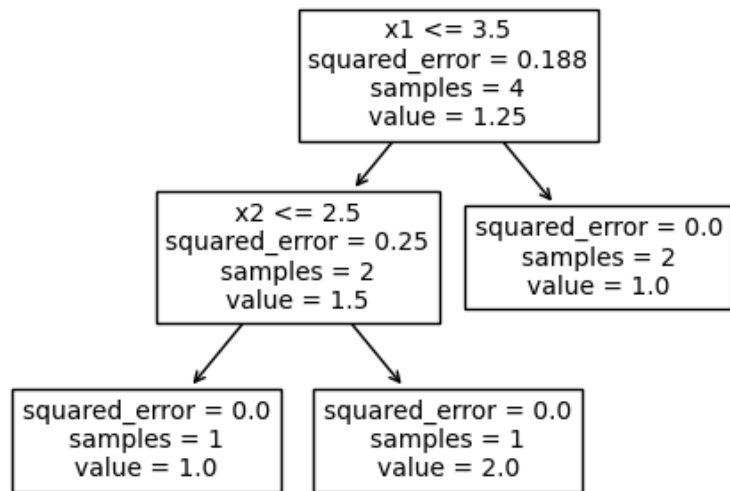 x1 <= 3.5
squared_error = 0.188
samples = 4
value = 1.25
x2 <= 2.5
squared_error = 0.25
samples = 2
value = 1.5
squared_error = 0.0
samples = 2
value = 1.0
squared_error = 0.0
samples = 1
value = 1.0
squared_error = 0.0
samples = 1
value = 2.0